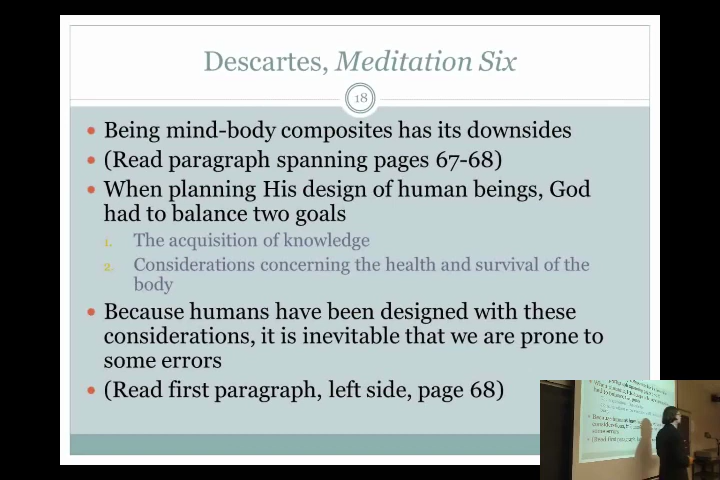 Descartes, Meditation Six
18
Being mind-body composites has its downsides
(Read paragraph spanning pages 67-68)
When planning His design of human beings, God
had to balance two goals
1. The acquisition of knowledge
2. Considerations concerning the health and survival of the
body
Because humans have been designed with these
considerations, it is inevitable that we are prone to
some errors
(Read first paragraph, left side, page 68)